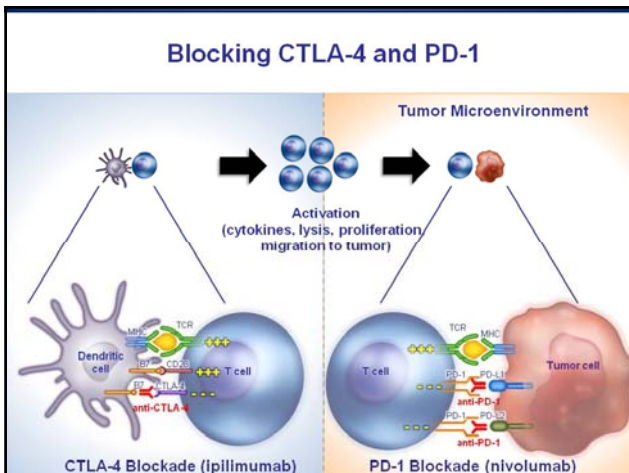 Blocking CTLA-4 and PD-1
Tumor Microenvironment
Activation
(cytokines, lysis, proliferation
migration to tumor)
MHC
TCR
+++
Dendritic
cell
B7
CD28
+++
T cell
B7
CTLA-4
- - -
anti-CTLA-4
CTLA-4 Blockade (ipilimumab)
TCR
MHC
+++
T cell
PD-1
PD-L1
Tumor cell
- - -
anti-PD-1
PD-1
PD-L2
- - -
anti-PD-1
PD-1 Blockade (nivolumab)